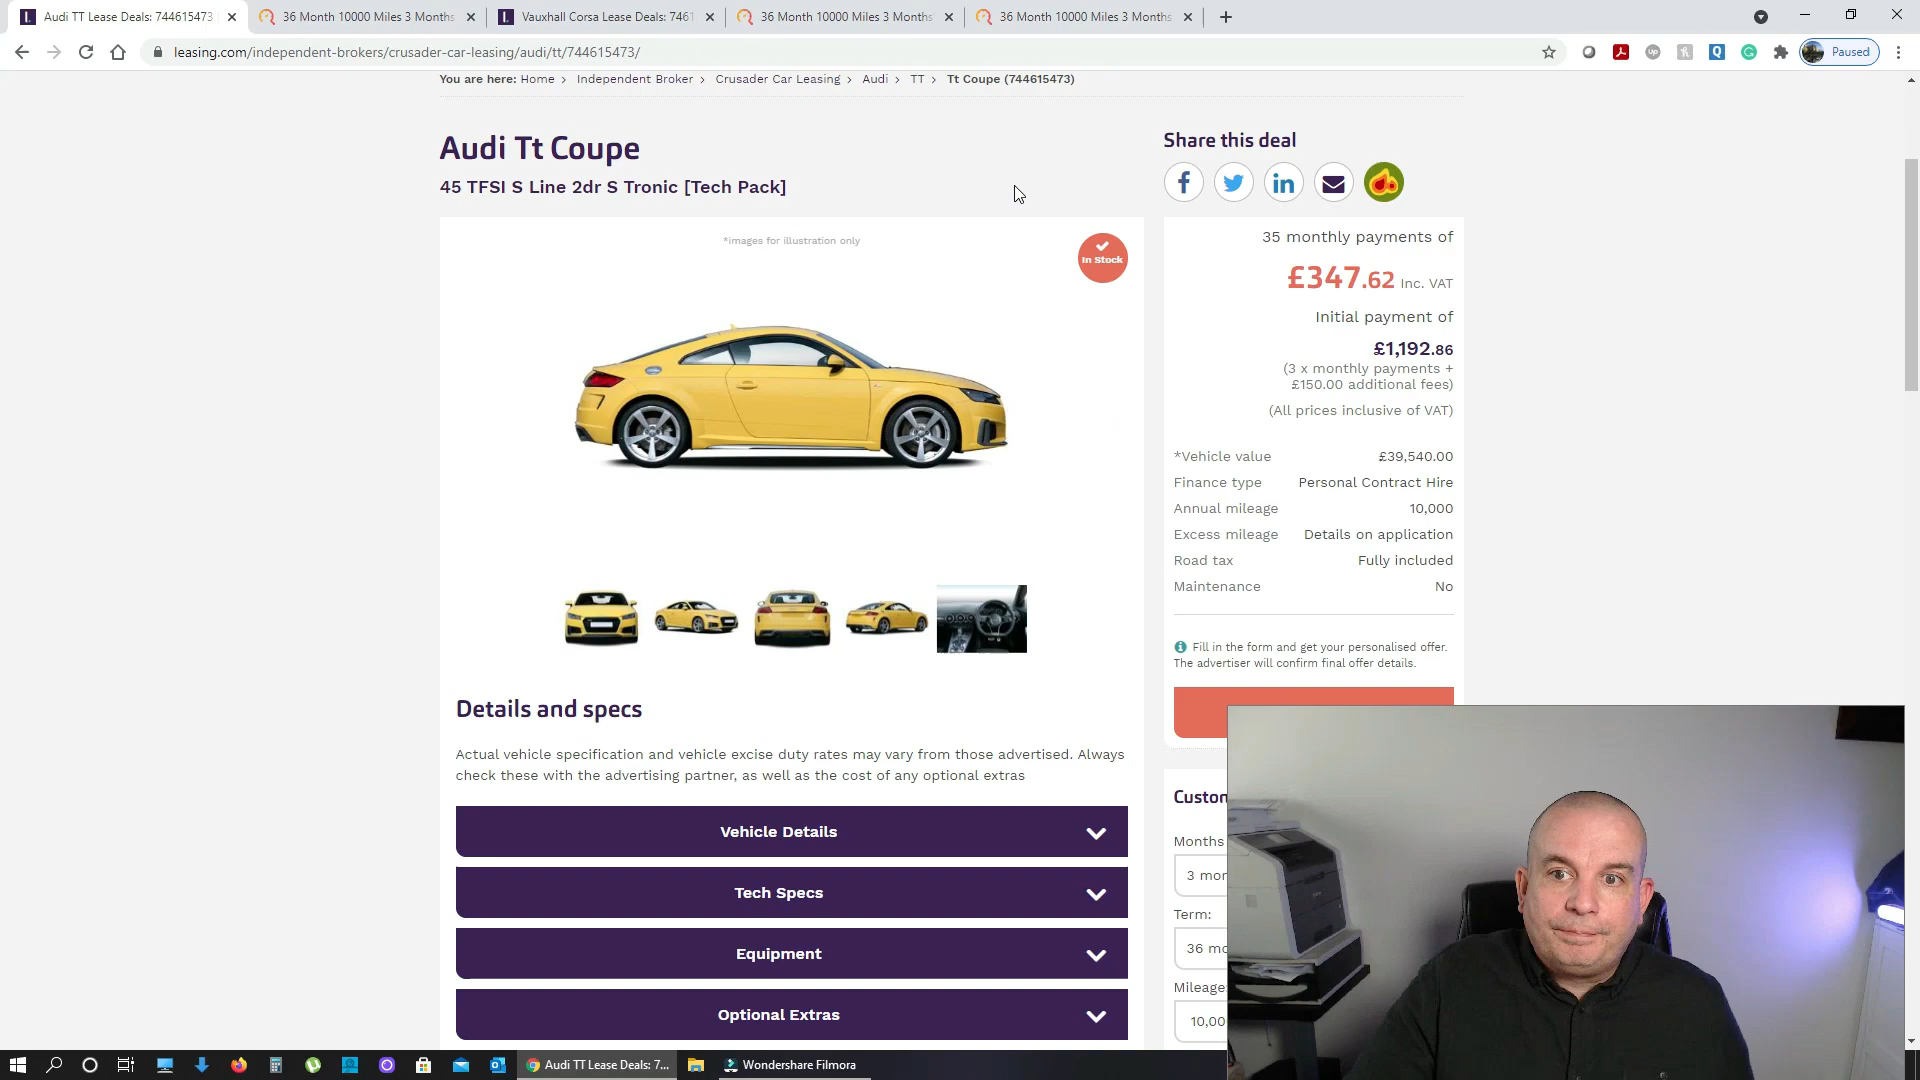 Audi TT Lease Deals: 744615473
36 Month 10000 Miles 3 Months
Vauxhall Corsa Lease Deals: 7461
36 Month 10000 Miles 3 Months
36 Month 10000 Miles 3 Months
leasing.com/independent-brokers/crusader-car-leasing/audi/tt/744615473/
Paused
You are here: Home > Independent Broker > Crusader Car Leasing > Audi > TT > Tt Coupe (744615473)
Audi Tt Coupe
45 TFSI S Line 2dr S Tronic [Tech Pack]
*images for illustration only
In Stock
Details and specs
Actual vehicle specification and vehicle excise duty rates may vary from those advertised. Always
check these with the advertising partner, as well as the cost of any optional extras
Vehicle Details
Tech Specs
Equipment
Optional Extras
Share this deal
35 monthly payments of
£347.62 Inc. VAT
Initial payment of
£1,192.86
(3 x monthly payments +
£150.00 additional fees)
(All prices inclusive of VAT)
*Vehicle value £39,540.00
Finance type Personal Contract Hire
Annual mileage 10,000
Excess mileage Details on application
Road tax Fully included
Maintenance No
Fill in the form and get your personalised offer.
The advertiser will confirm final offer details.
Custon
Months
3 mor
Term:
36 mo
Mileage
10,00
Audi TT Lease Deals: 7...
Wondershare Filmora